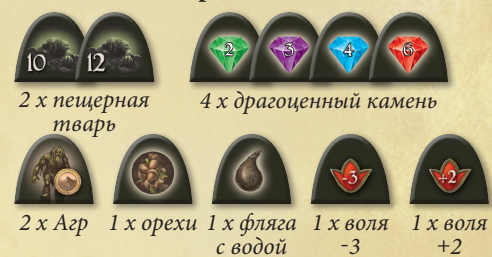 10 12 2 3 4 6
2 х пещерная тварь
4 х драгоценный камень
-3 +2
2 х Агр
1 х орехи
1 х фляга с водой
1 х воля -3
1 х воля +2